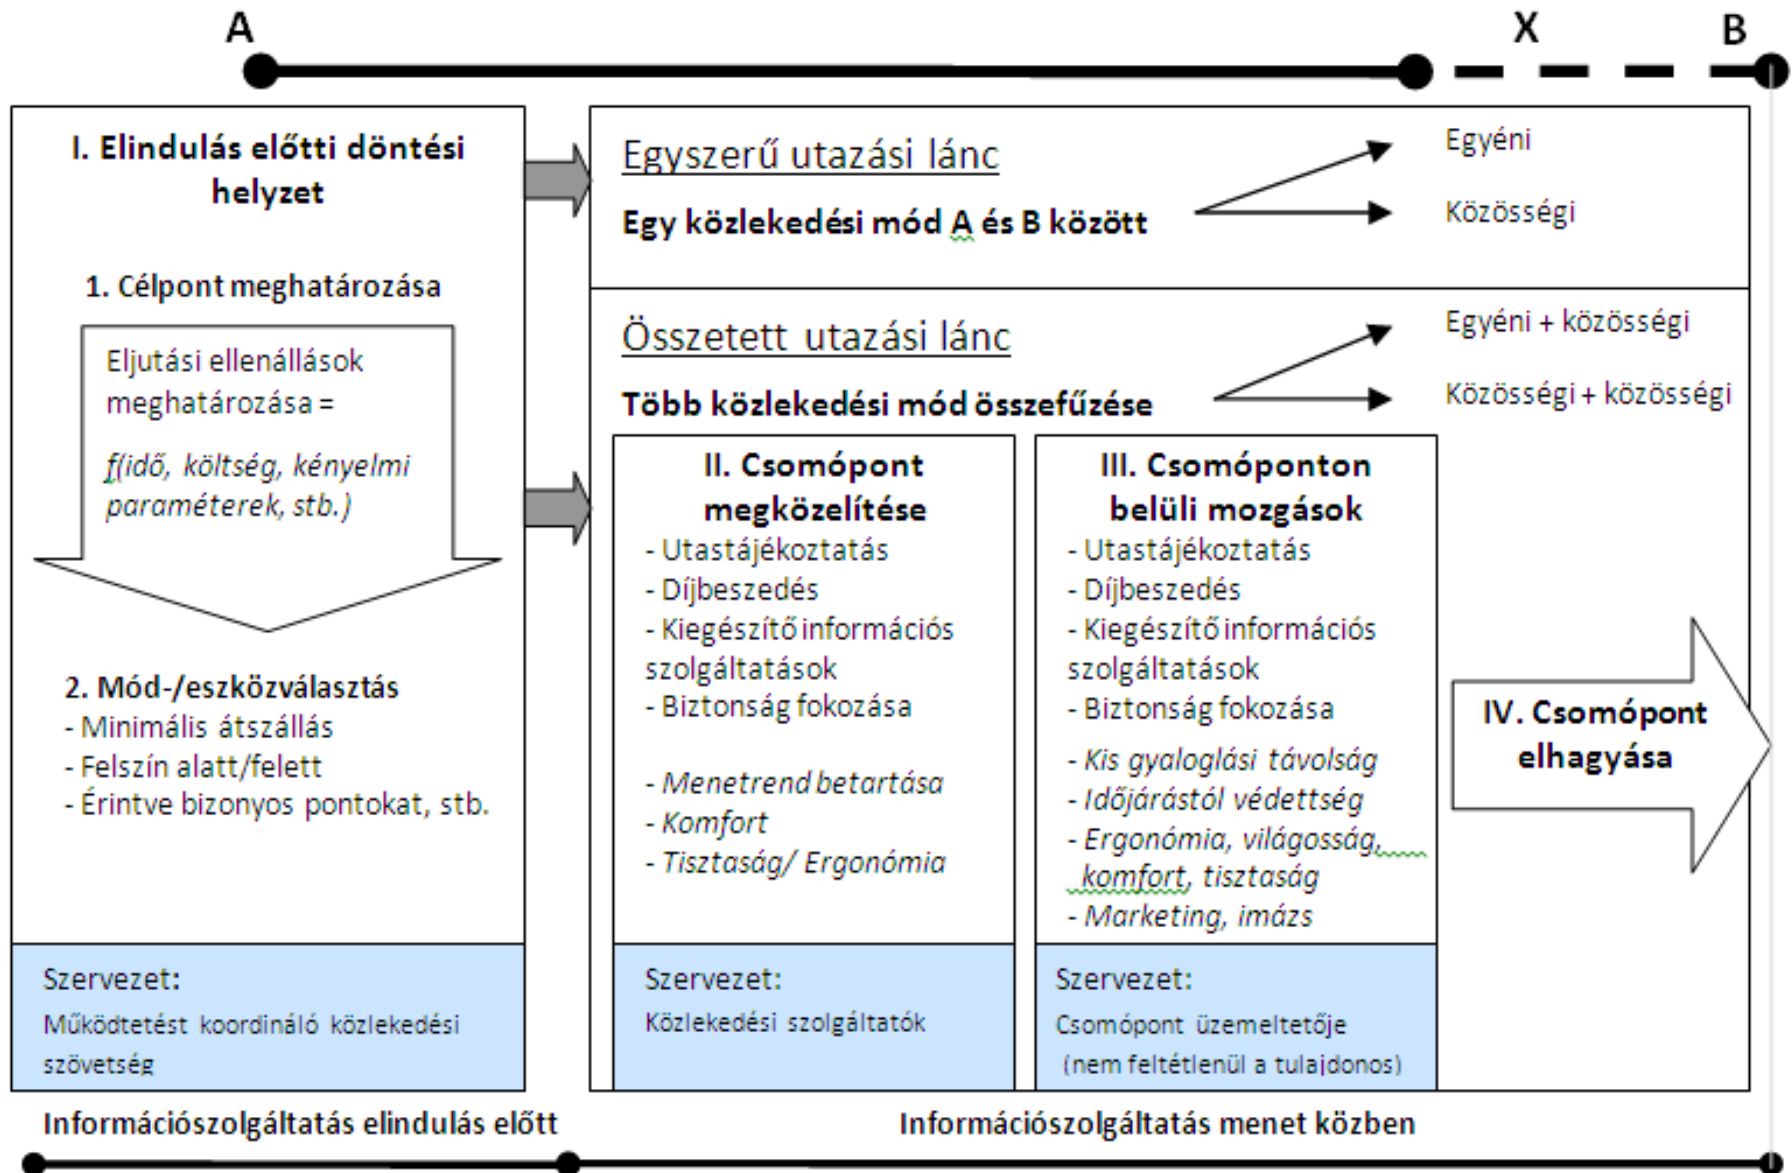 A
X
B
I. Elindulás előtti döntési
helyzet
1. Célpont meghatározása
Eljutási ellenállások
meghatározása =
f(idő, költség, kényelmi
paraméterek, stb.)
2. Mód-/eszközválasztás
- Minimális átszállás
- Felszín alatt/felett
- Érintve bizonyos pontokat, stb.
Szervezet:
Működtetést koordináló közlekedési
szövetség
Egyszerű utazási lánc
Egy közlekedési mód A és B között
Egyéni
Közösségi
Összetett utazási lánc
Több közlekedési mód összefűzése
Egyéni + közösségi
Közösségi + közösségi
II. Csomópont
megközelítése
- Utastájékoztatás
- Díjbeszedés
- Kiegészítő információs
szolgáltatások
- Biztonság fokozása
- Menetrend betartása
- Komfort
- Tisztaság/ Ergonómia
Szervezet:
Közlekedési szolgáltatók
III. Csomóponton
belüli mozgások
- Utastájékoztatás
- Díjbeszedés
- Kiegészítő információs
szolgáltatások
- Biztonság fokozása
- Kis gyaloglási távolság
- Időjárástól védettség
- Ergonómia, világosság,
komfort, tisztaság
- Marketing, imázs
Szervezet:
Csomópont üzemeltetője
(nem feltétlenül a tulajdonos)
IV. Csomópont
elhagyása
Információszolgáltatás elindulás előtt
Információszolgáltatás menet közben